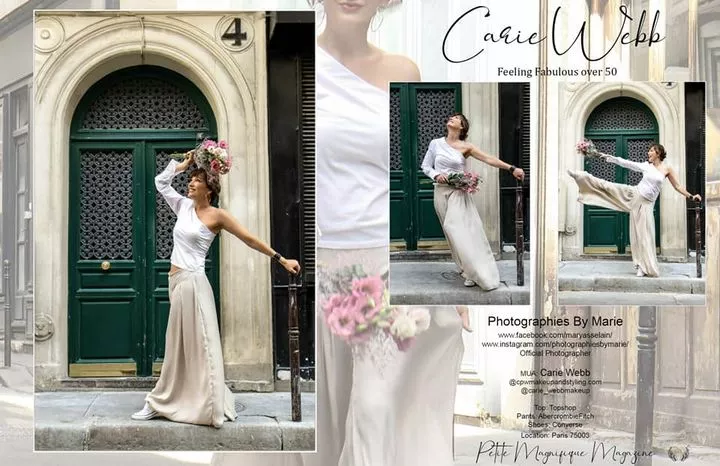 4
Carie Webb
Feeling Fabulous over 50
Photographies By Marie
www.facebook.com/maryasselain/
www.instagram.com/photographiesbymarie/
Official Photographer
MUA: Carie Webb
@cpwmakeupandstyling.com
@carie_webbmakeup
Top: Topshop
Pants: AbercrombieFitch
Shoes: Converse
Location: Paris 75003
Petite Magnifique Magazine